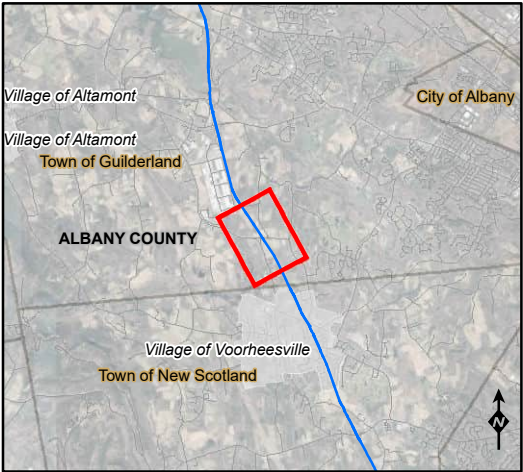 Village of Altamont
City of Albany
Village of Altamont
Town of Guilderland
ALBANY COUNTY
Village of Voorheesville
Town of New Scotland
N